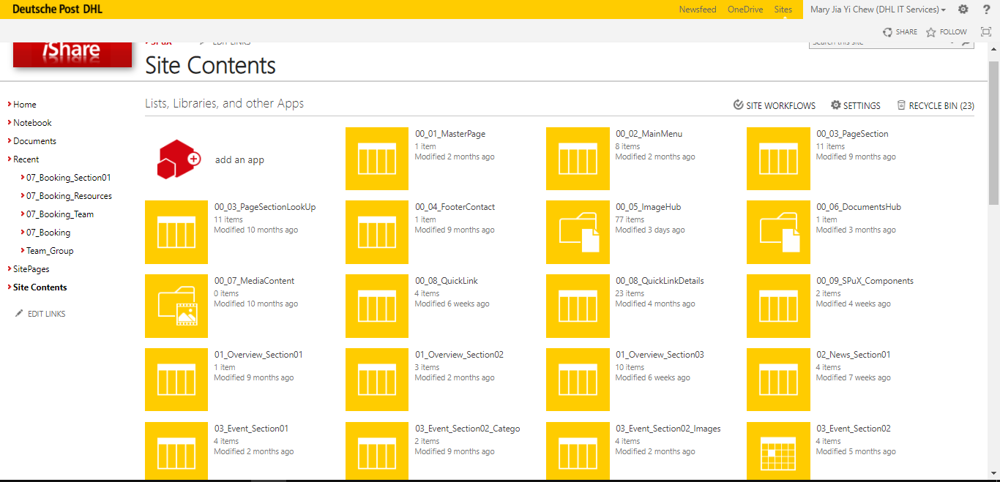 Deutsche Post DHL
Newsfeed OneDrive Sites Mary Jia Yi Chew (DHL IT Services)
?
SHARE FOLLOW
iShare
SPuX EDIT LINKS
Search this site
Site Contents
Home
Notebook
Documents
Recent
07_Booking_Section01
07_Booking_Resources
07_Booking_Team
07_Booking
Team_Group
SitePages
Site Contents
EDIT LINKS
Lists, Libraries, and other Apps
SITE WORKFLOWS SETTINGS RECYCLE BIN (23)
add an app
00_01_MasterPage
1 item
Modified 2 months ago
00_02_MainMenu
8 items
Modified 2 months ago
00_03_PageSection
11 items
Modified 9 months ago
00_03_PageSectionLookUp
11 items
Modified 10 months ago
00_04_FooterContact
1 item
Modified 9 months ago
00_05_ImageHub
77 items
Modified 3 days ago
00_06_DocumentsHub
1 item
Modified 3 months ago
00_07_MediaContent
0 items
Modified 10 months ago
00_08_QuickLink
4 items
Modified 6 weeks ago
00_08_QuickLinkDetails
23 items
Modified 4 months ago
00_09_SPuX_Components
2 items
Modified 4 weeks ago
01_Overview_Section01
1 item
Modified 9 months ago
01_Overview_Section02
3 items
Modified 2 months ago
01_Overview_Section03
10 items
Modified 6 weeks ago
02_News_Section01
4 items
Modified 7 weeks ago
03_Event_Section01
4 items
Modified 2 months ago
03_Event_Section02_Catego
2 items
Modified 9 months ago
03_Event_Section02_Images
4 items
Modified 2 months ago
03_Event_Section02
4 items
Modified 5 months ago